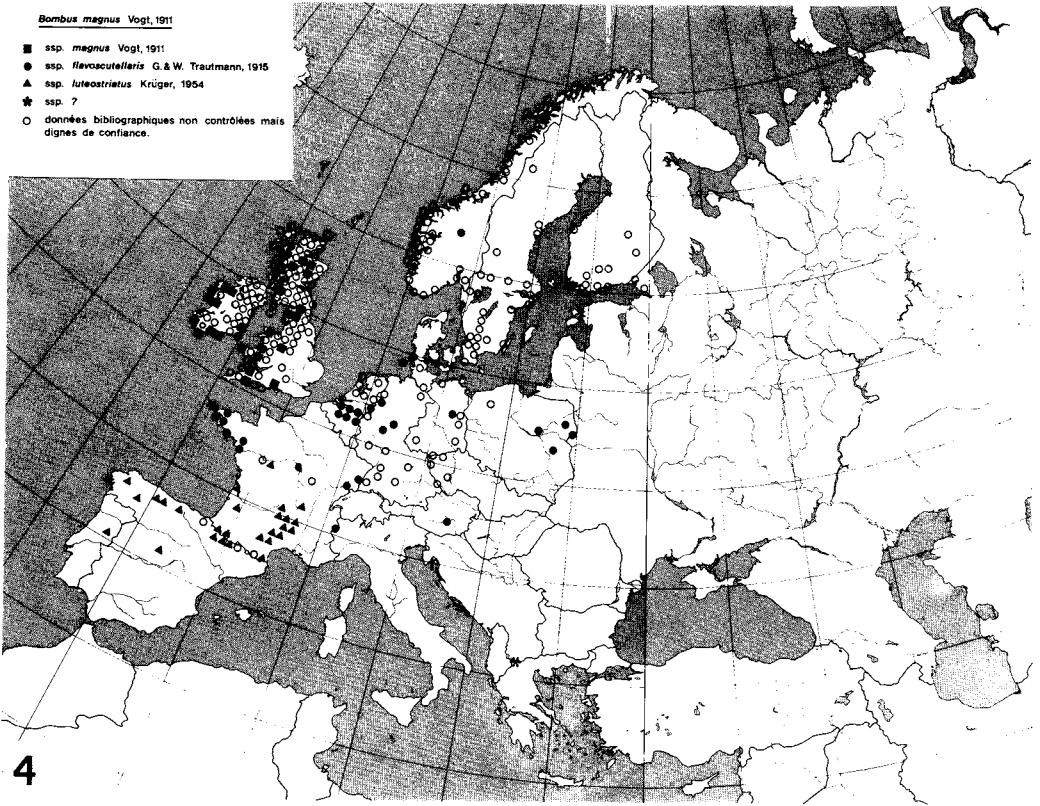 Bombus magnus Vogt, 1911
ssp. magnus Vogt, 1911
ssp. flavoscutellaris G. & W. Trautmann, 1915
ssp. luteostriatus Krüger, 1954
ssp. ?
données bibliographiques non contrôlées mais
dignes de confiance.
4